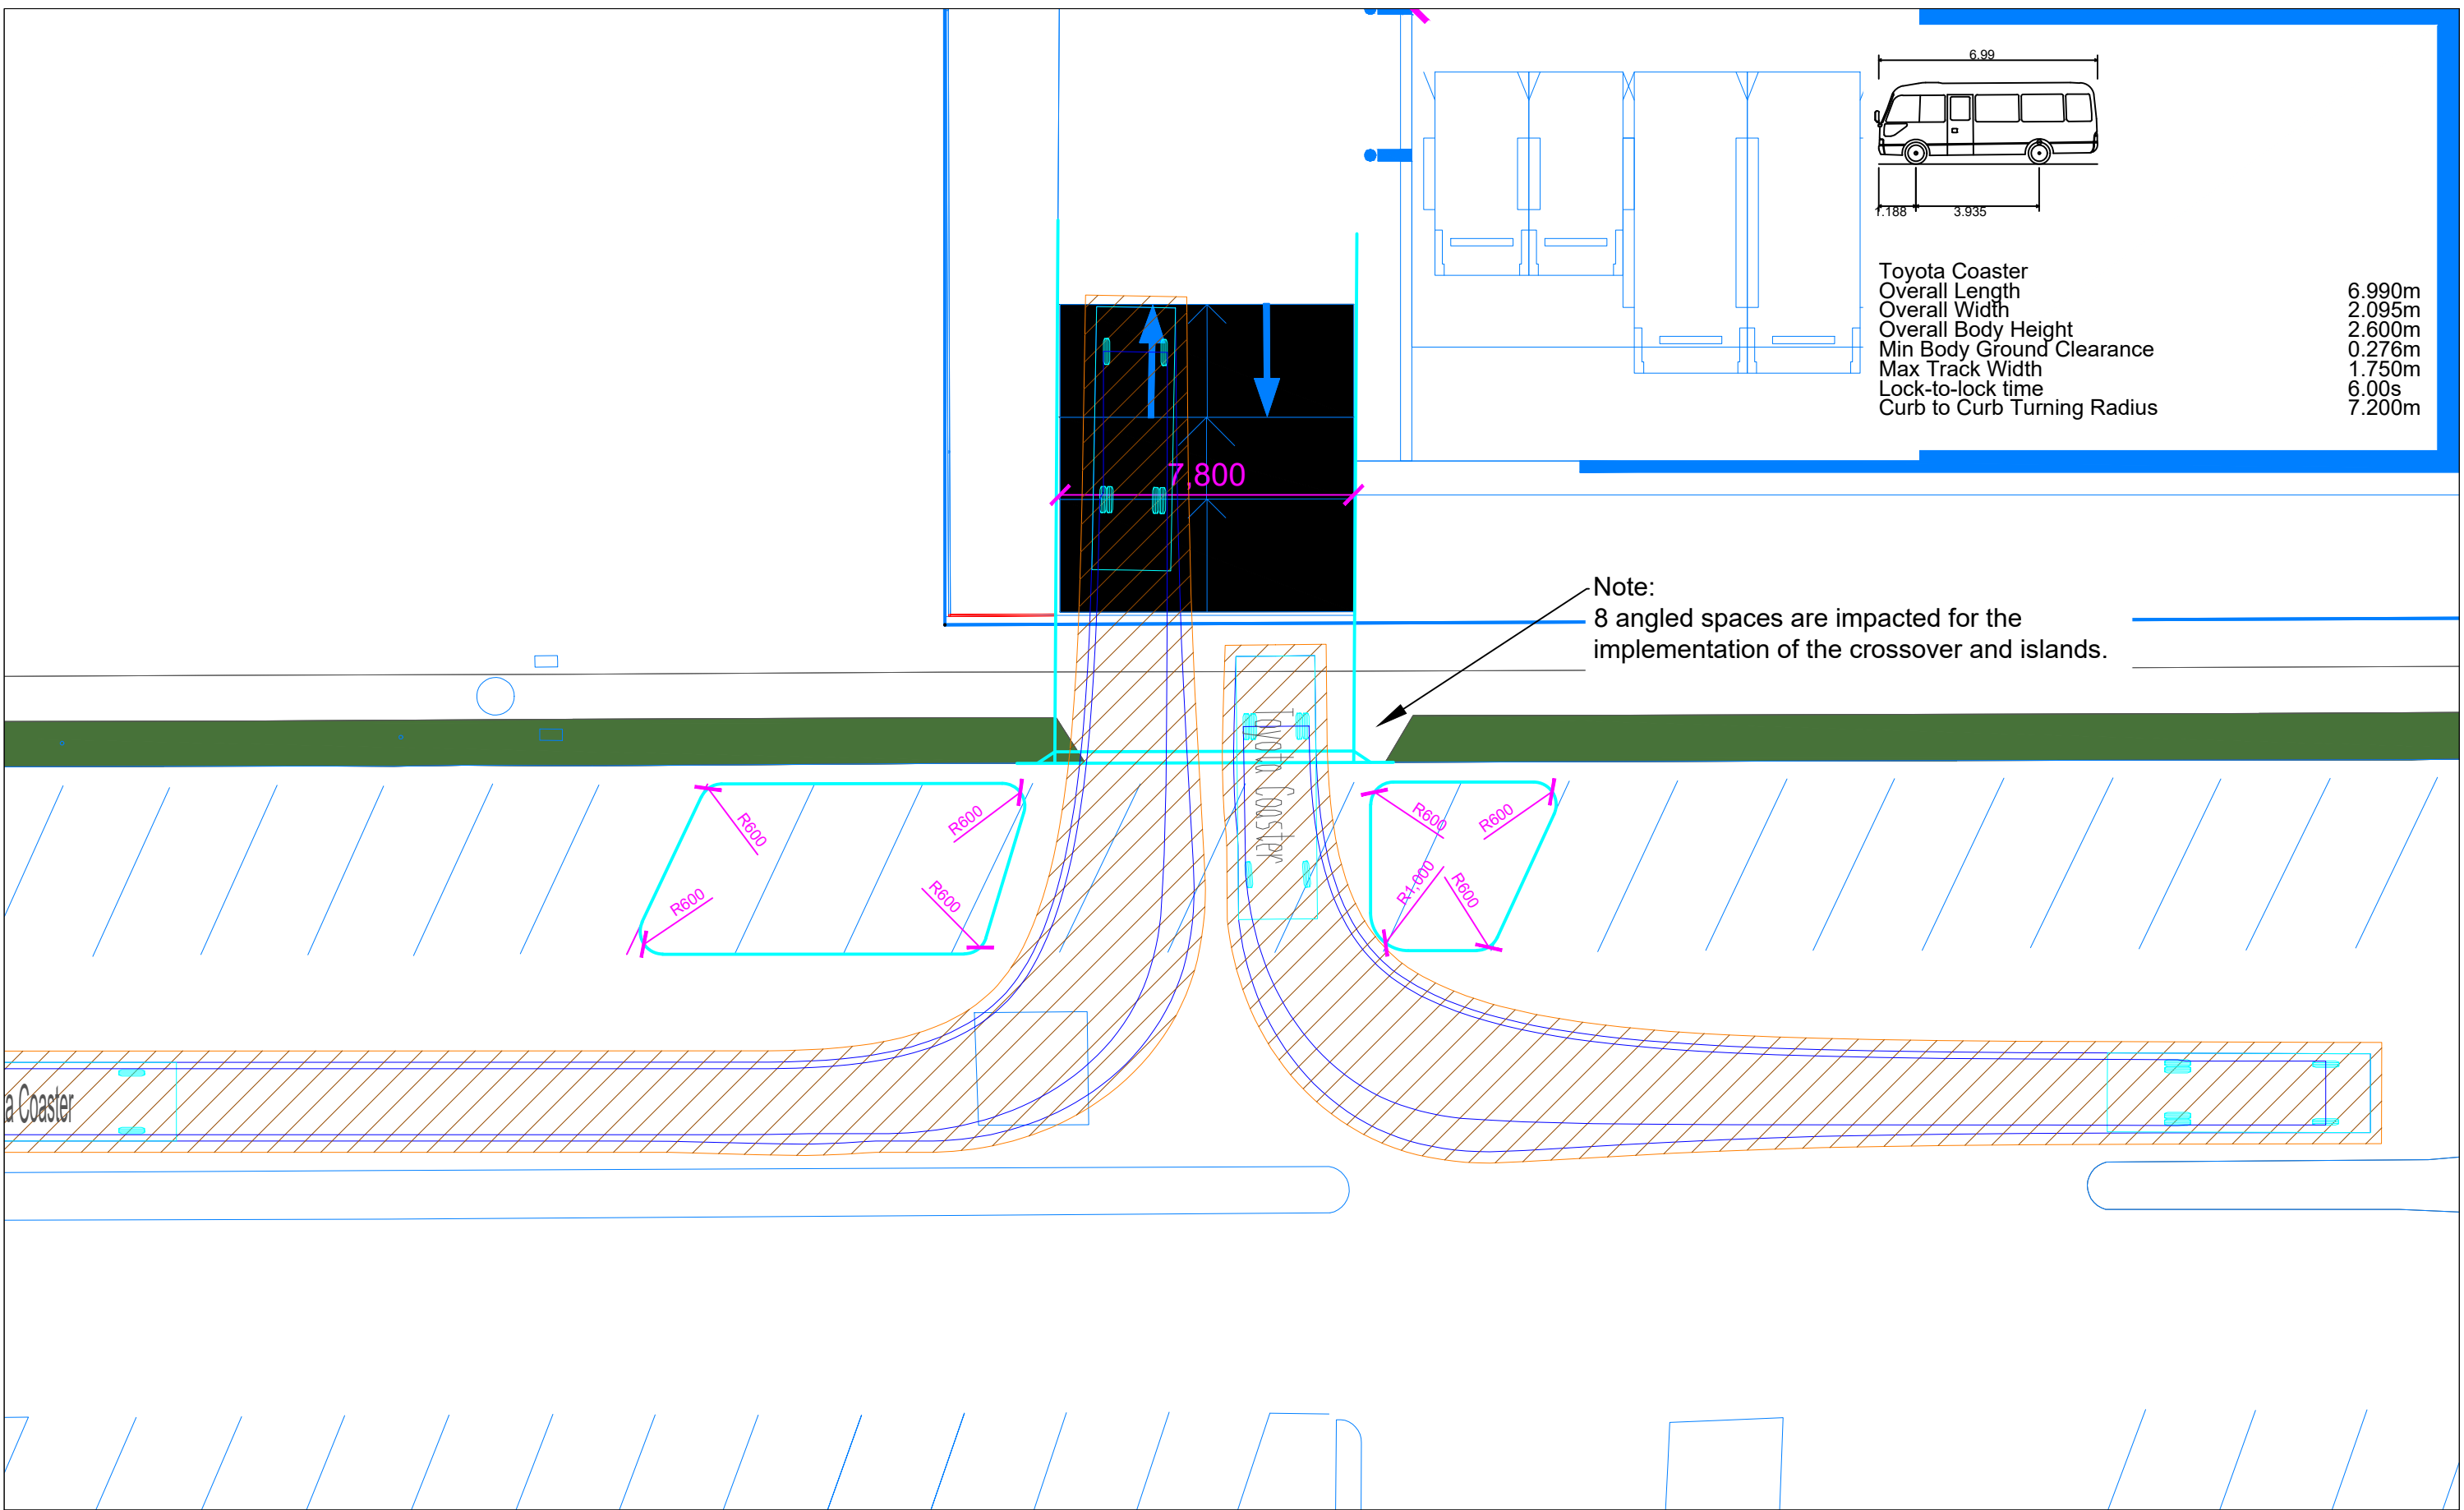 6.99
1.188 3.935
Toyota Coaster
Overall Length 6.990m
Overall Width 2.095m
Overall Body Height 2.600m
Min Body Ground Clearance 0.276m
Max Track Width 1.750m
Lock-to-lock time 6.00s
Curb to Curb Turning Radius 7.200m
7,800
Note:
8 angled spaces are impacted for the
implementation of the crossover and islands.
Toyota Coaster
R600
R600
R600
R600
R600
R600
R1,000
R600
a Coaster